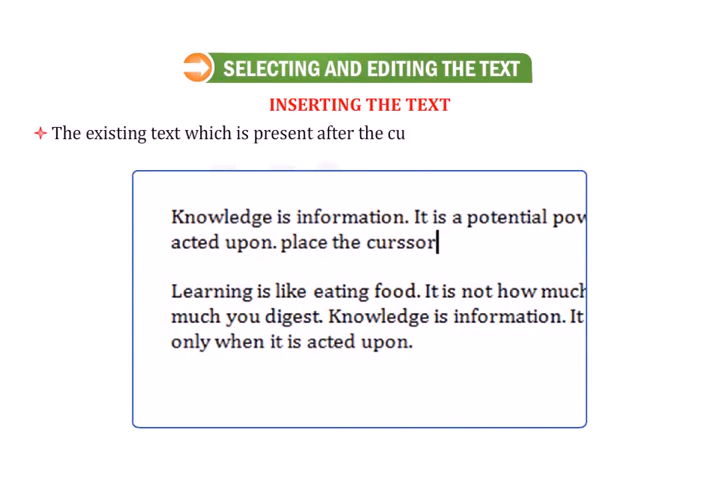 SELECTING AND EDITING THE TEXT
INSERTING THE TEXT
The existing text which is present after the cu
Knowledge is information. It is a potential pow
acted upon. place the curssor
Learning is like eating food. It is not how much
much you digest. Knowledge is information. It
only when it is acted upon.